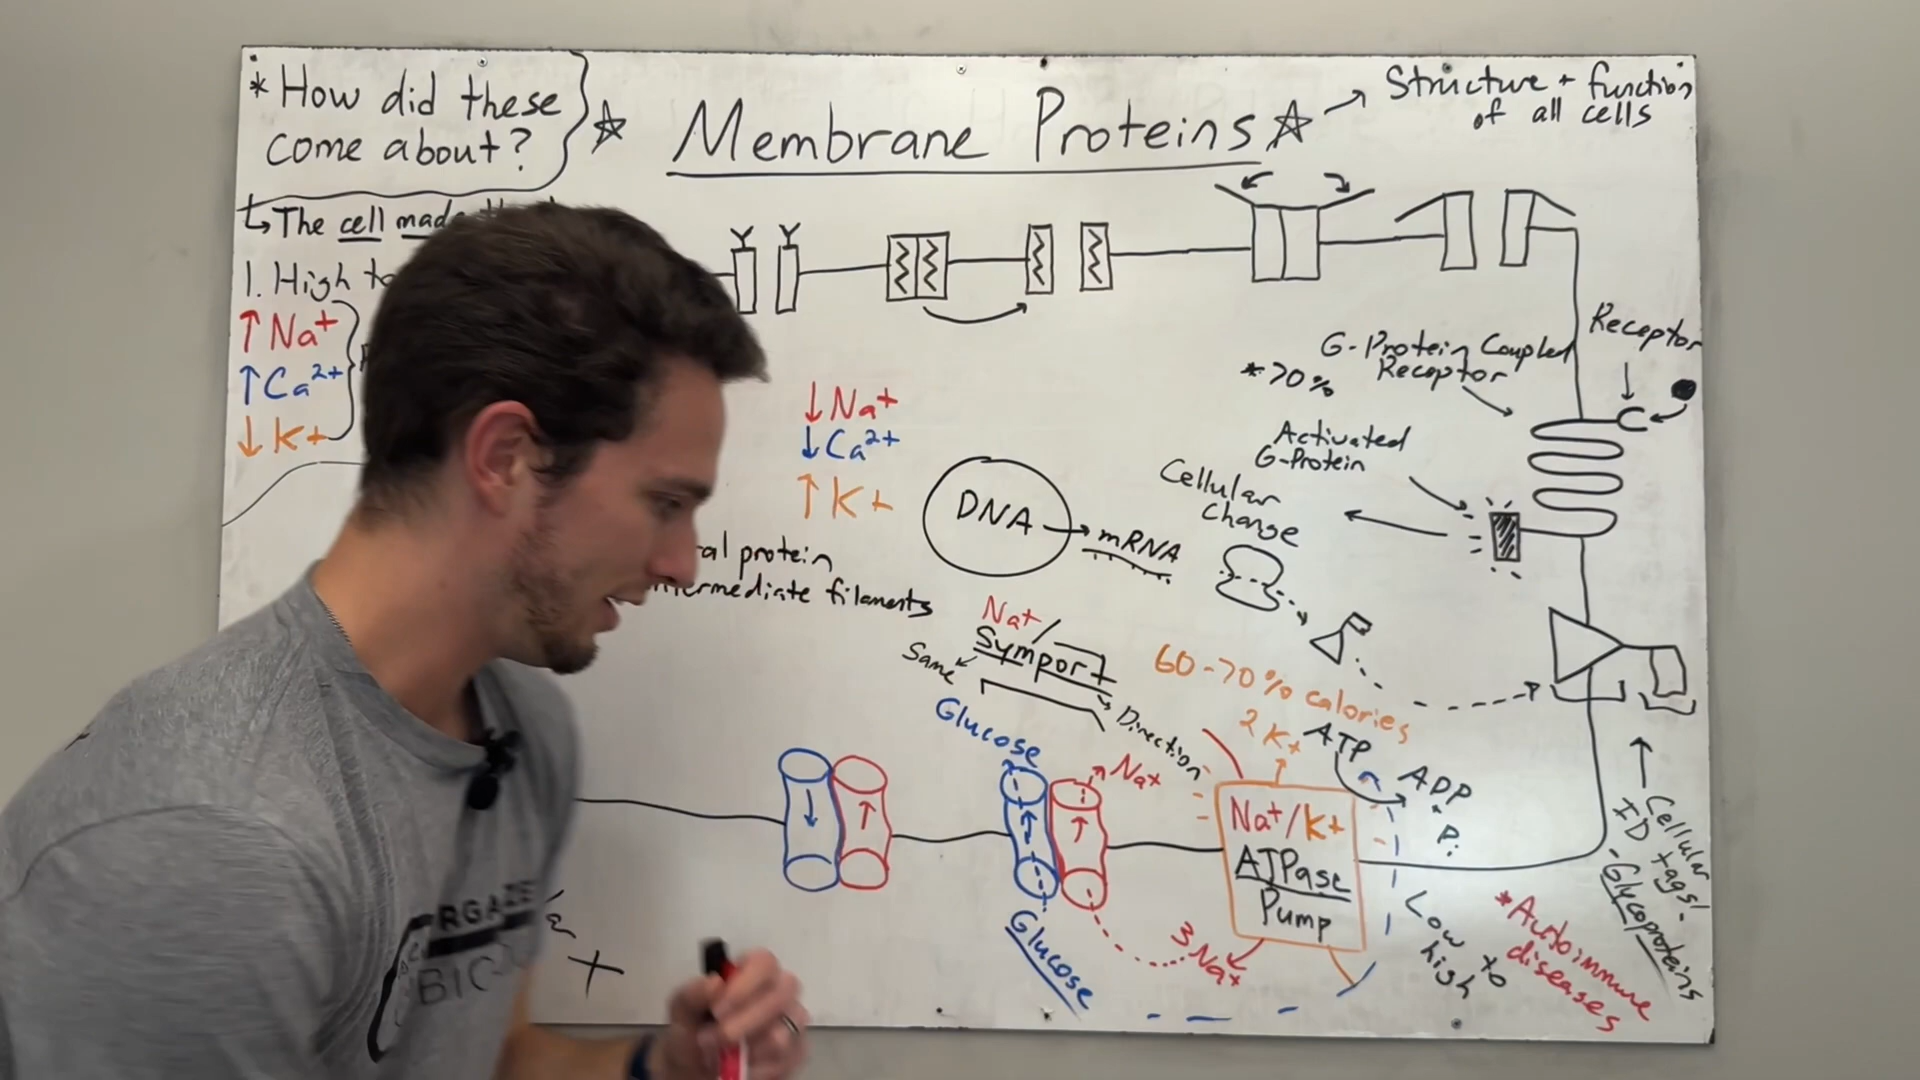 * How did these
come about?
☆ Membrane Proteins ☆ →
Structure + function
of all cells
↳ The cell made
1. High to
↑ Na+
↑ Ca2+
↓ K+
↓ Na+
↓ Ca2+
↑ K+
protein
filaments
DNA → mRNA
G-Protein Coupled
Receptor
* >70%
Receptor
C
Activated
G-Protein
Cellular
Change
Na+/
Symport
Same
Direction
Glucose
Na+
Glucose
60-70% calories
2 K+
ATP
ADP
+ Pi
Na+/K+
ATPase
Pump
3 Na+
Low to
high
Cellular
ID tags!
- Glycoproteins
* Autoimmune
diseases
+
RGA
BIO